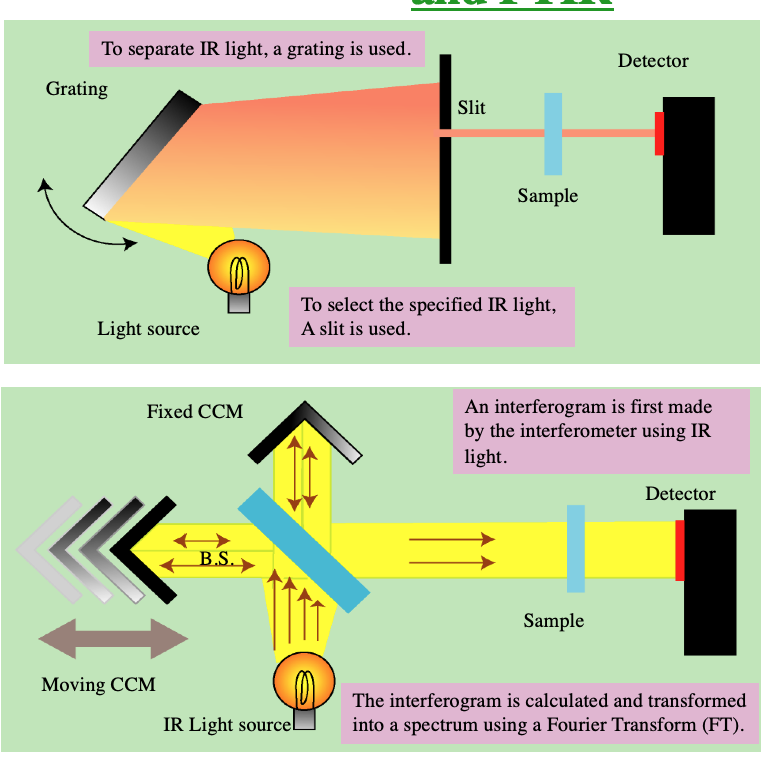 and FTIR
To separate IR light, a grating is used.
Detector
Grating
Slit
Sample
To select the specified IR light,
A slit is used.
Light source
Fixed CCM
An interferogram is first made
by the interferometer using IR
light.
Detector
B.S.
Sample
Moving CCM
The interferogram is calculated and transformed
into a spectrum using a Fourier Transform (FT).
IR Light source